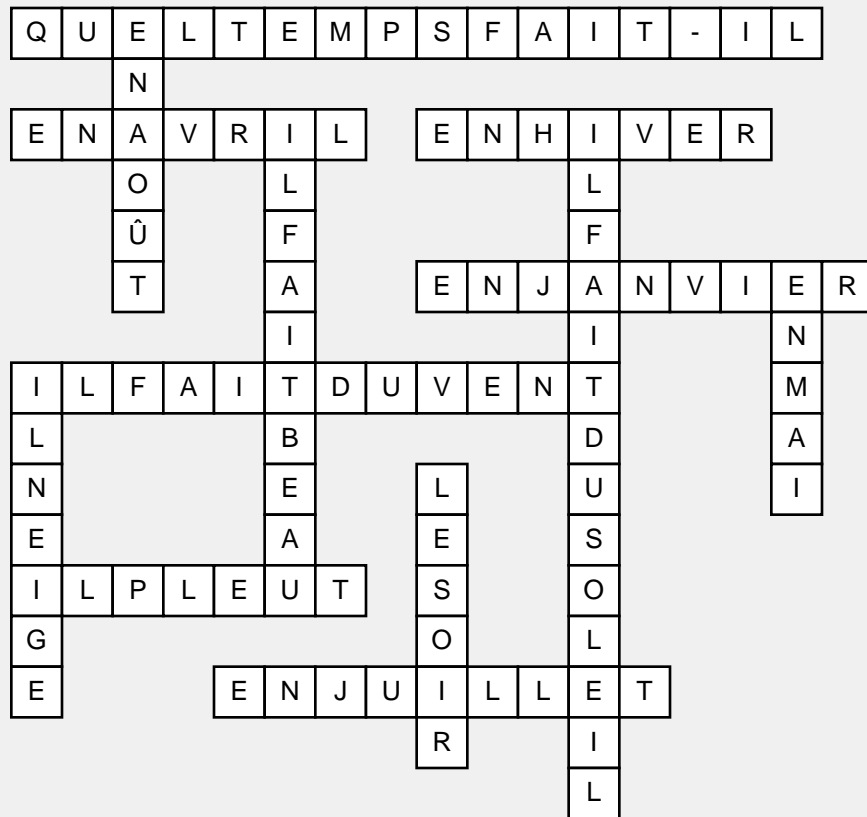 QUELTEMPSFAIT-IL
ENAOÛT
ENAVRIL
ILFAITBEAU
ENHIVER
ILFAITDUSOLEIL
ENJANVIER
ENMAI
ILFAITDUVENT
ILNEIGE
LESOIR
ILPLEUT
ENJUILLET